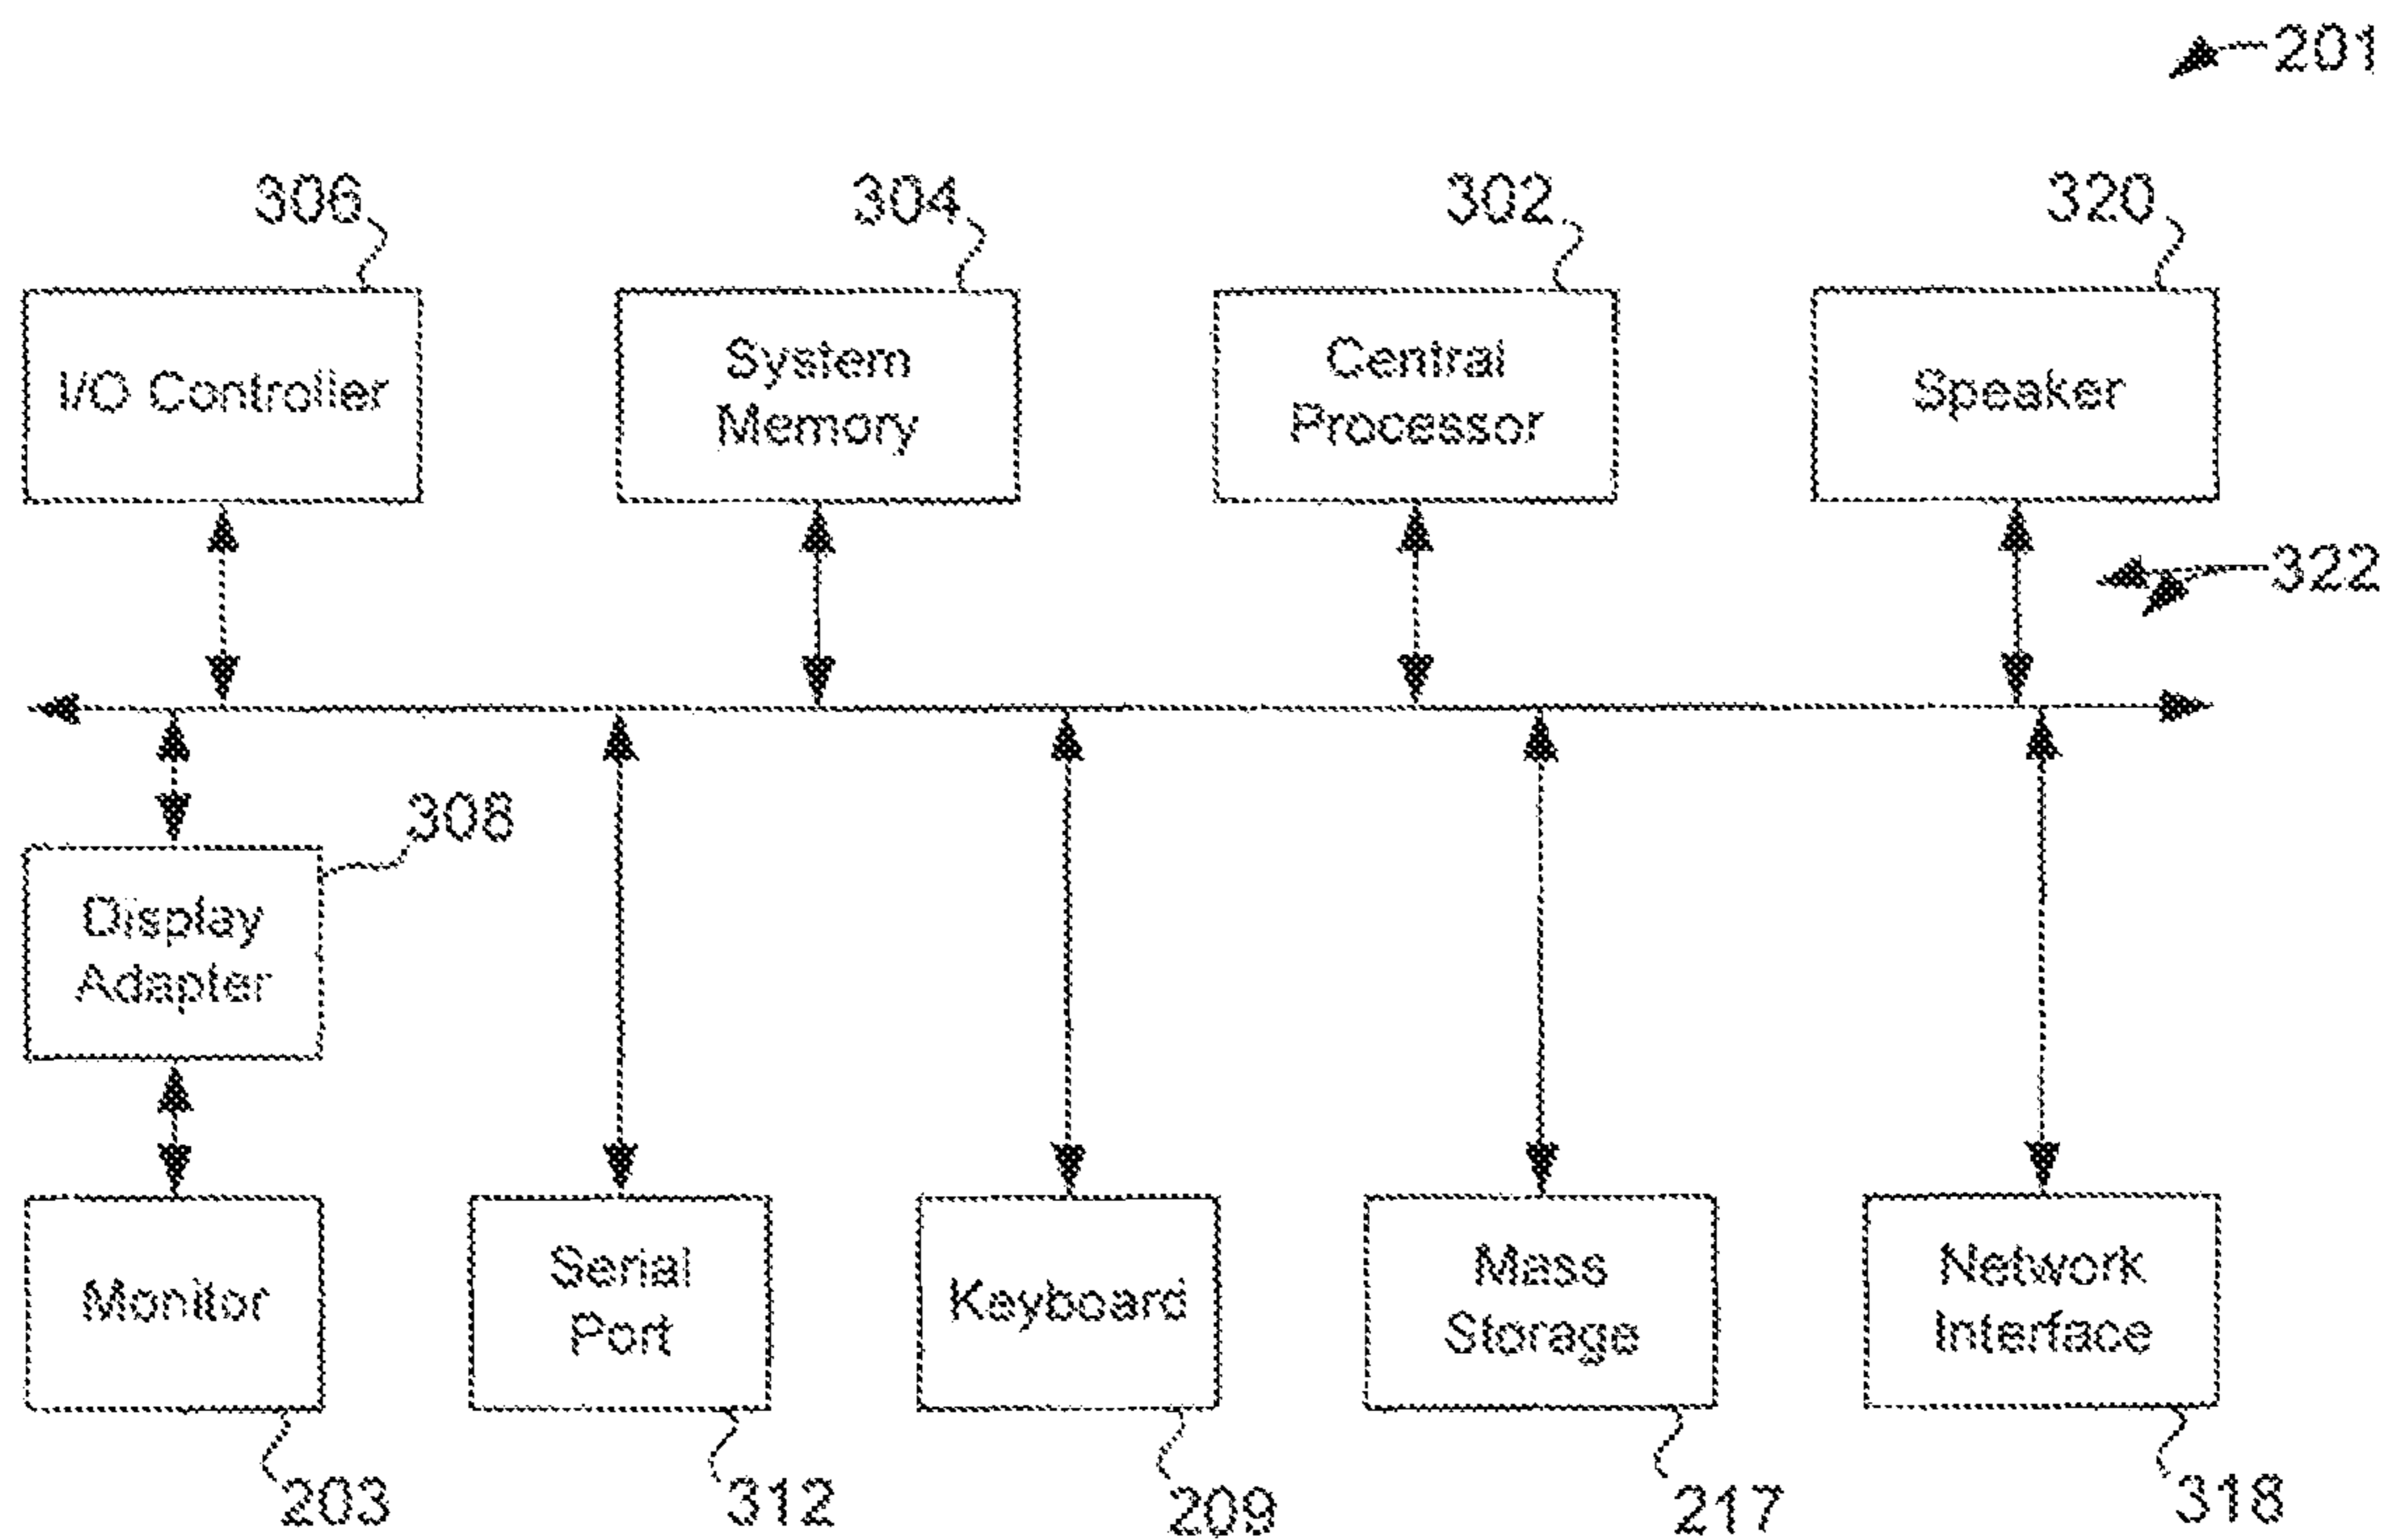 201
306
304
302
320
I/O Controller
System
Memory
Central
Processor
Speaker
322
308
Display
Adapter
Monitor
Serial
Port
Keyboard
Mass
Storage
Network
Interface
203
312
209
217
318